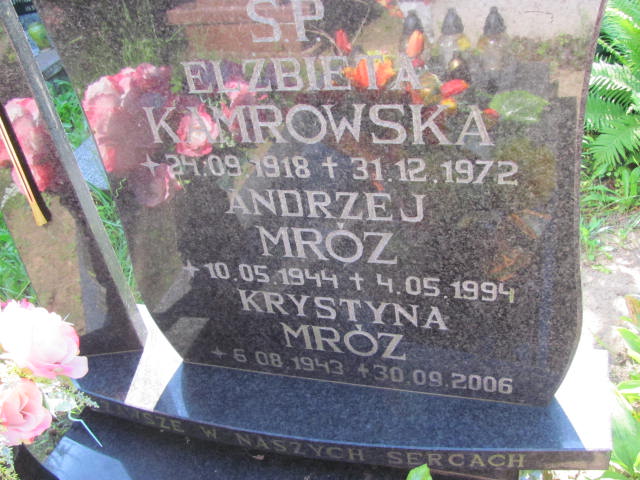 SP
ELŻBIETA
KAMROWSKA
+ 24.09.1918 + 31.12.1972
ANDRZEJ
MRÓZ
+ 10.05.1944 + 4.05.1994
KRYSTYNA
MRÓZ
+ 6.08.1943 + 30.09.2006
W NASZYCH SERCACH